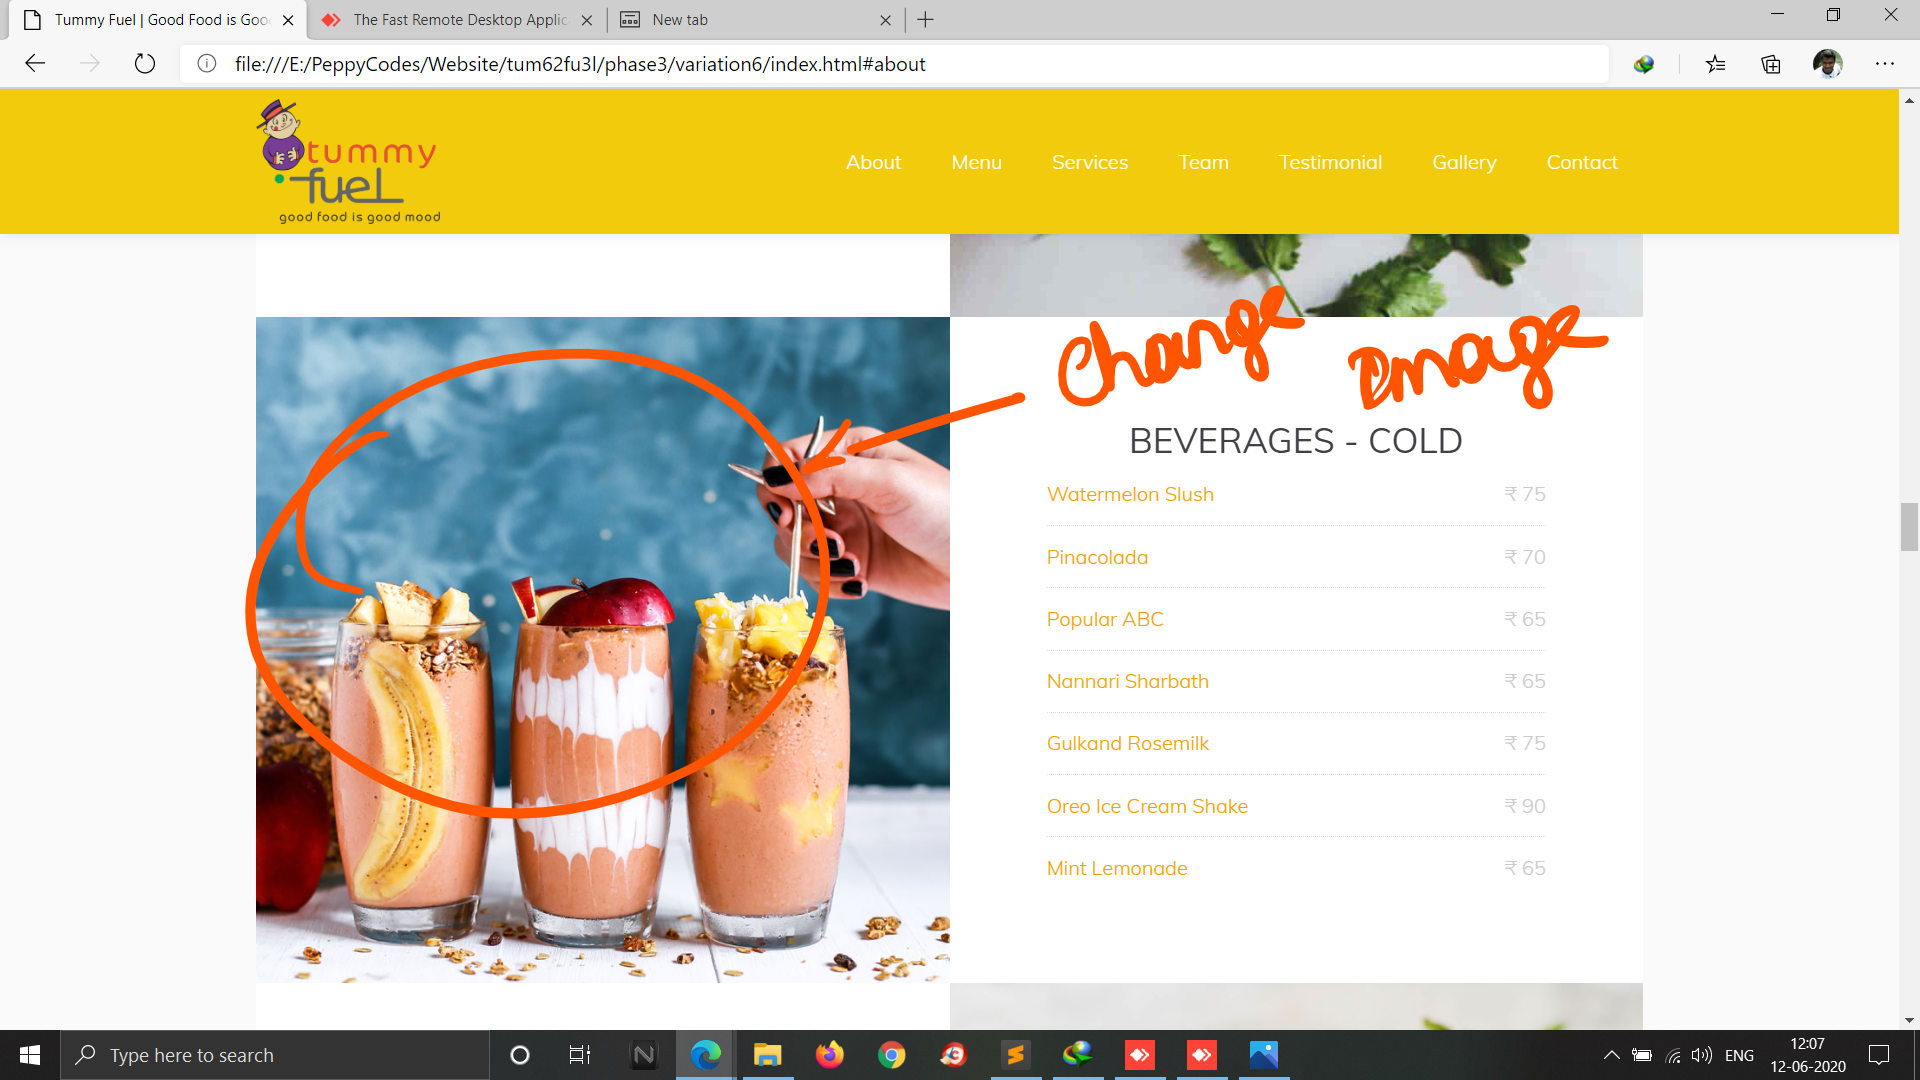 Tummy Fuel | Good Food is Goo
The Fast Remote Desktop Applic
New tab
file:///E:/PeppyCodes/Website/tum62fu3l/phase3/variation6/index.html#about
tummy
fuel
good food is good mood
About
Menu
Services
Team
Testimonial
Gallery
Contact
Change Image
BEVERAGES - COLD
Watermelon Slush ₹ 75
Pinacolada ₹ 70
Popular ABC ₹ 65
Nannari Sharbath ₹ 65
Gulkand Rosemilk ₹ 75
Oreo Ice Cream Shake ₹ 90
Mint Lemonade ₹ 65
Type here to search
ENG
12:07
12-06-2020